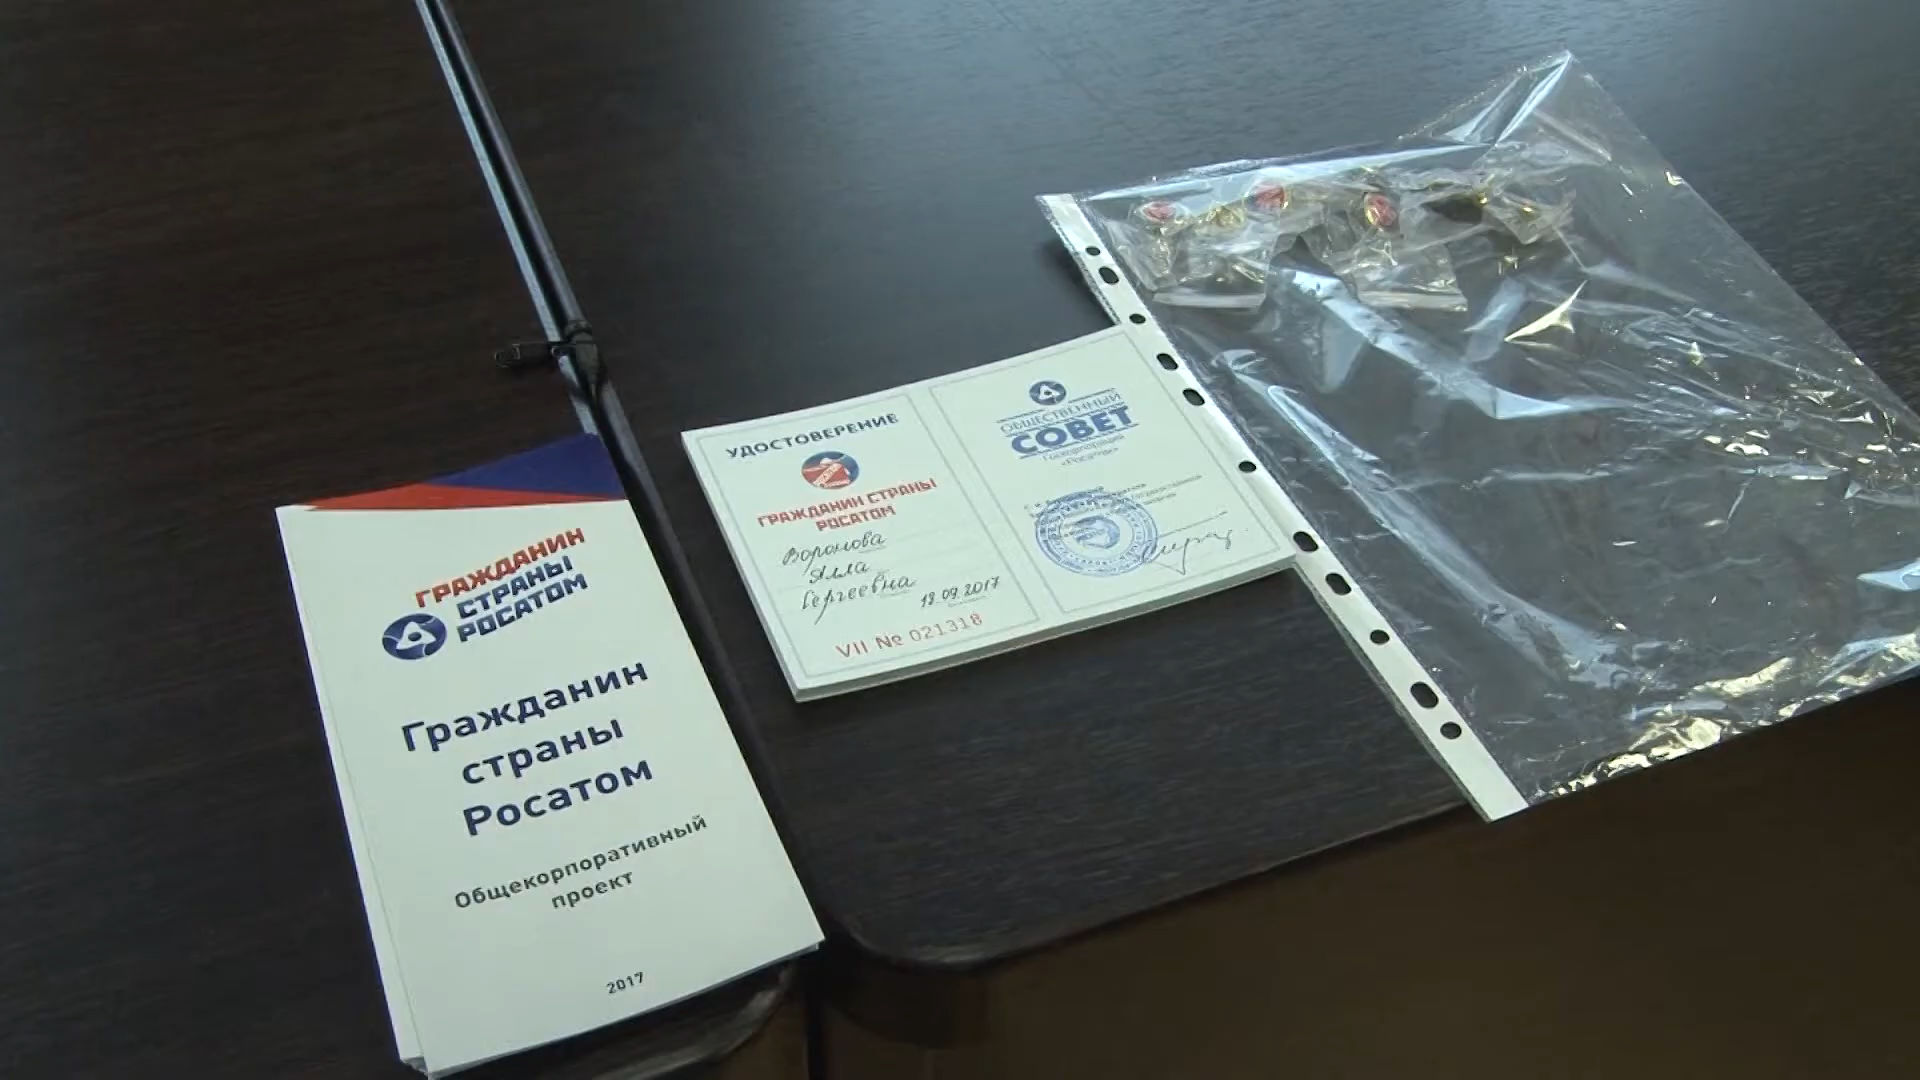 ГРАЖДАНИН
СТРАНЫ
РОСАТОМ
Гражданин
страны
Росатом
Общекорпоративный
проект
2017
УДОСТОВЕРЕНИЕ
ГРАЖДАНИН СТРАНЫ
РОСАТОМ
Воронова
Алла
Сергеевна
18.09.2017
VII № 021318
ОБЩЕСТВЕННЫЙ
СОВЕТ
Госкорпорации
«Росатом»